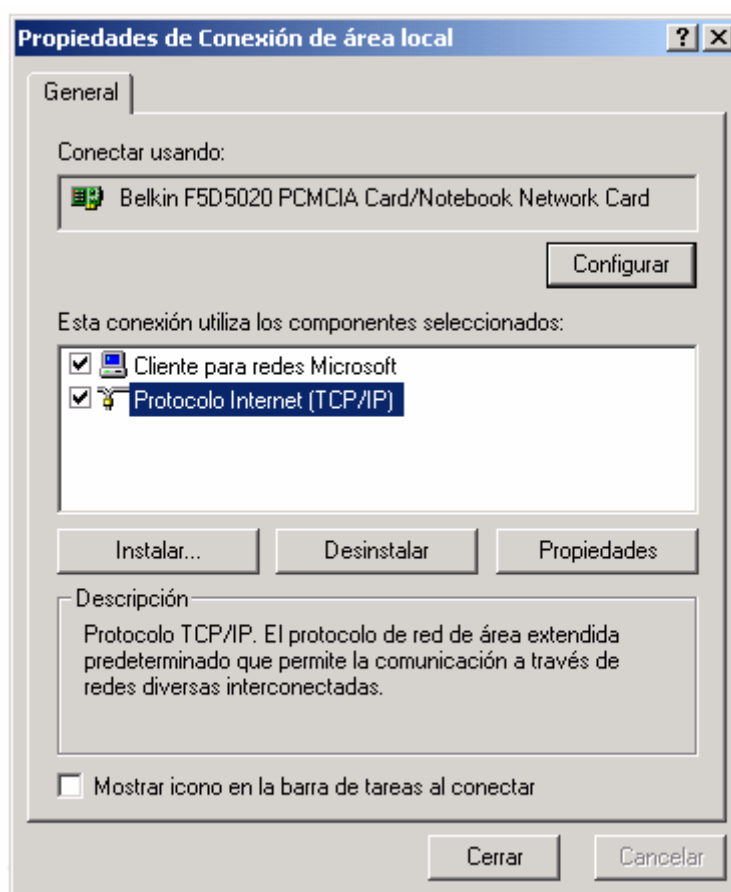 Propiedades de Conexión de área local
General
Conectar usando:
Belkin F5D5020 PCMCIA Card/Notebook Network Card
Configurar
Esta conexión utiliza los componentes seleccionados:
Cliente para redes Microsoft
Protocolo Internet (TCP/IP)
Instalar... Desinstalar Propiedades
Descripción
Protocolo TCP/IP. El protocolo de red de área extendida
predeterminado que permite la comunicación a través de
redes diversas interconectadas.
Mostrar icono en la barra de tareas al conectar
Cerrar Cancelar